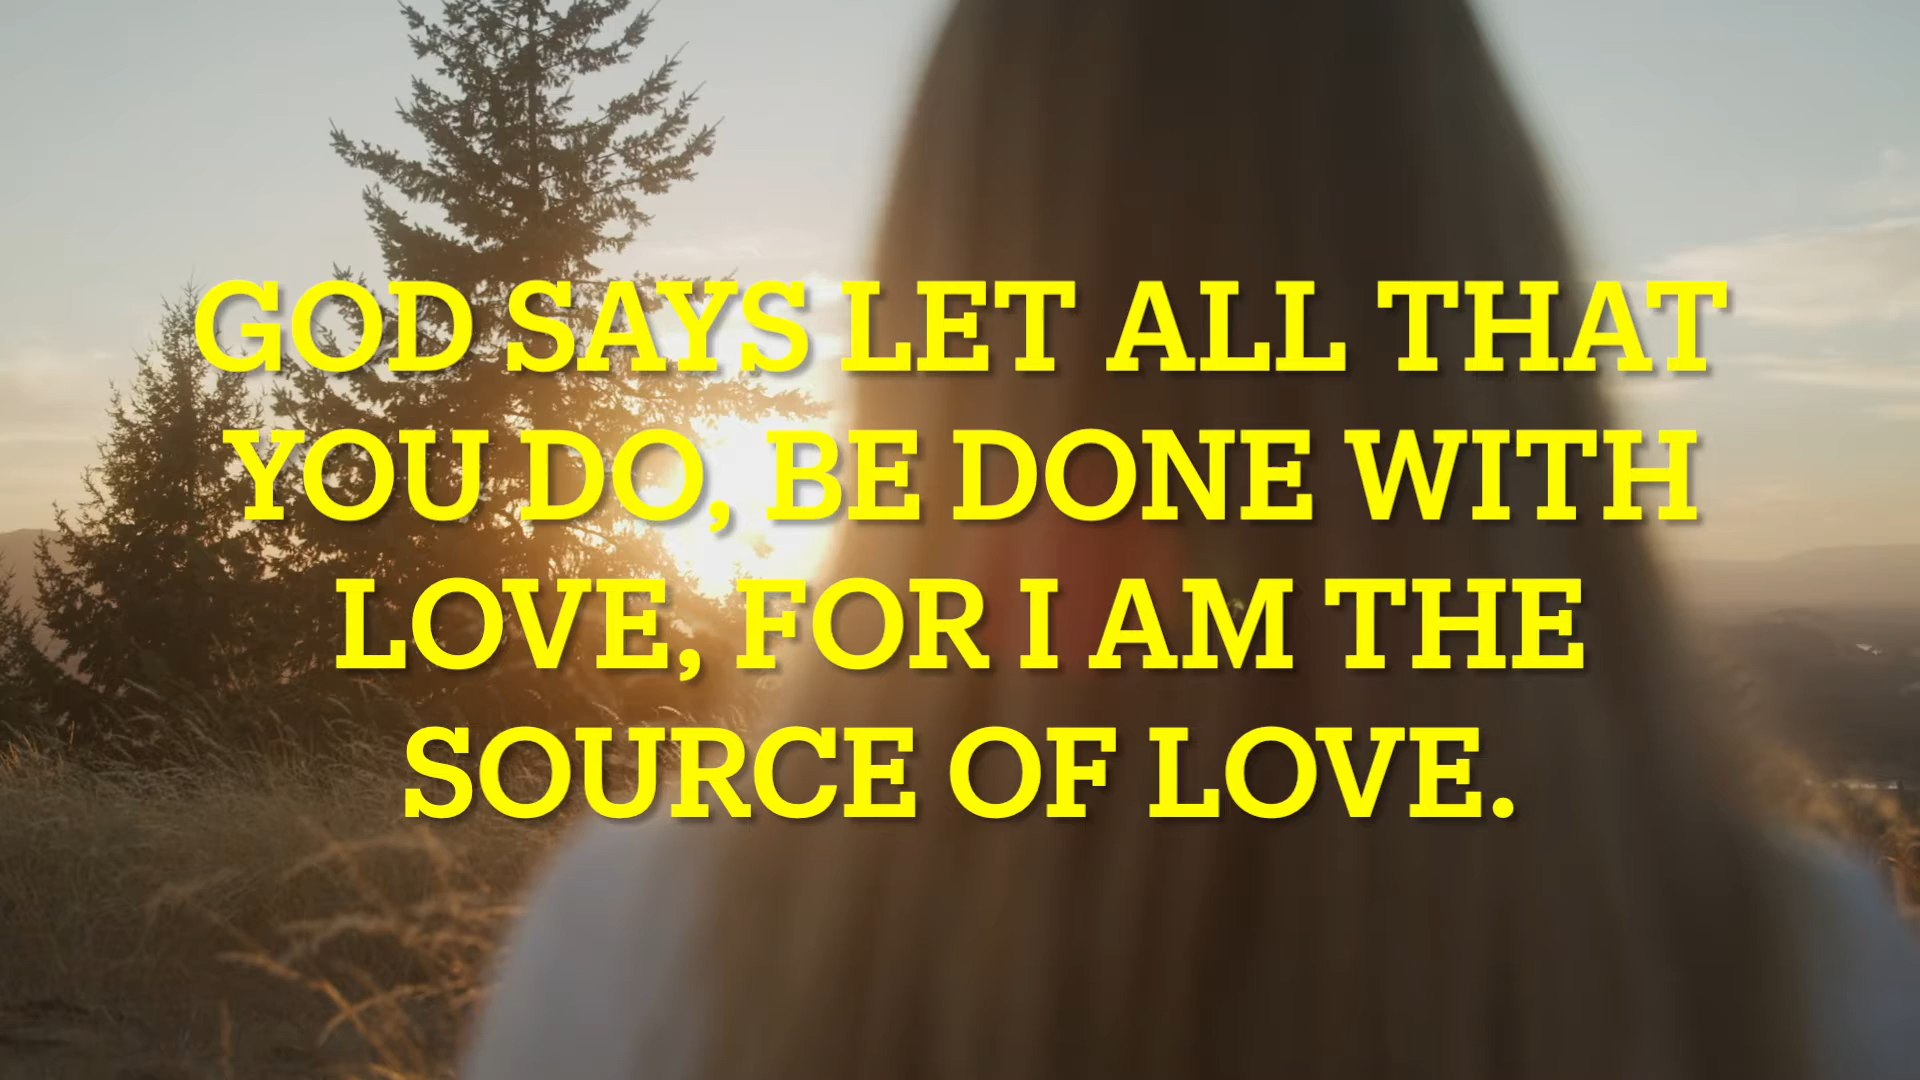 GOD SAYS LET ALL THAT
YOU DO, BE DONE WITH
LOVE, FOR I AM THE
SOURCE OF LOVE.